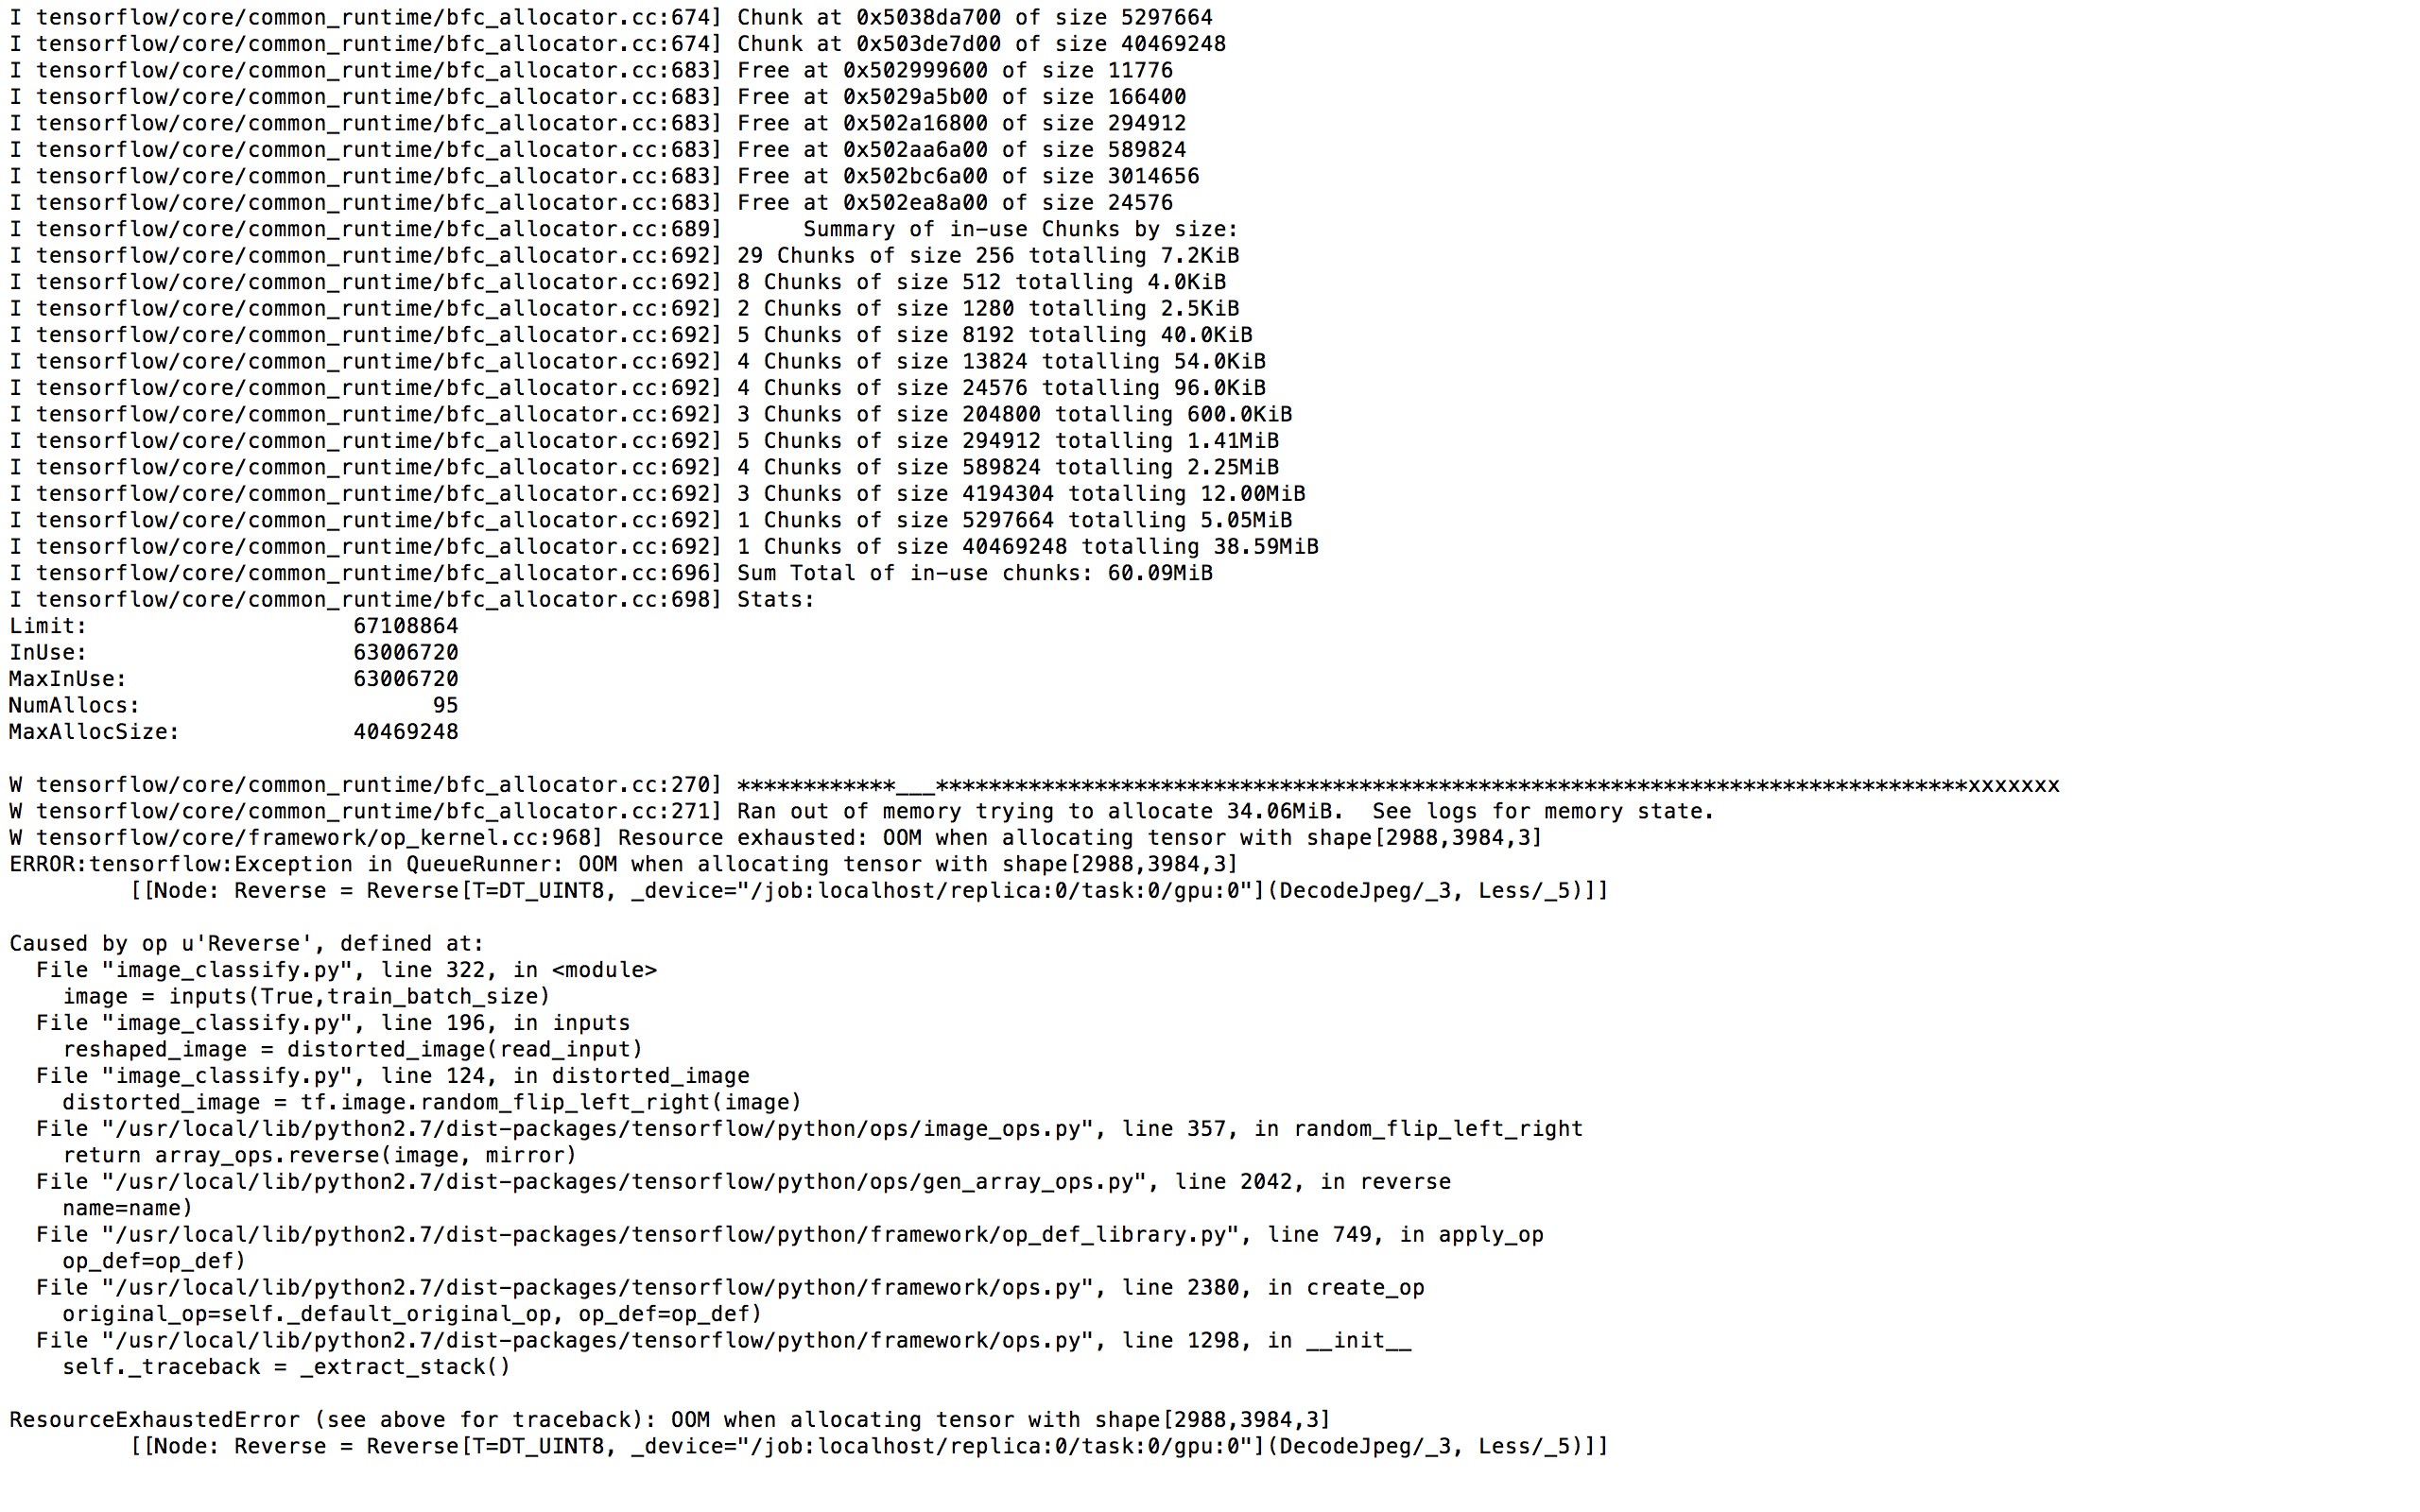 I tensorflow/core/common_runtime/bfc_allocator.cc:674] Chunk at 0x5038da700 of size 5297664
I tensorflow/core/common_runtime/bfc_allocator.cc:674] Chunk at 0x503de7d00 of size 40469248
I tensorflow/core/common_runtime/bfc_allocator.cc:683] Free at 0x502999600 of size 11776
I tensorflow/core/common_runtime/bfc_allocator.cc:683] Free at 0x5029a5b00 of size 166400
I tensorflow/core/common_runtime/bfc_allocator.cc:683] Free at 0x502a16800 of size 294912
I tensorflow/core/common_runtime/bfc_allocator.cc:683] Free at 0x502aa6a00 of size 589824
I tensorflow/core/common_runtime/bfc_allocator.cc:683] Free at 0x502bc6a00 of size 3014656
I tensorflow/core/common_runtime/bfc_allocator.cc:683] Free at 0x502ea8a00 of size 24576
I tensorflow/core/common_runtime/bfc_allocator.cc:689]      Summary of in-use Chunks by size:
I tensorflow/core/common_runtime/bfc_allocator.cc:692] 29 Chunks of size 256 totalling 7.2KiB
I tensorflow/core/common_runtime/bfc_allocator.cc:692] 8 Chunks of size 512 totalling 4.0KiB
I tensorflow/core/common_runtime/bfc_allocator.cc:692] 2 Chunks of size 1280 totalling 2.5KiB
I tensorflow/core/common_runtime/bfc_allocator.cc:692] 5 Chunks of size 8192 totalling 40.0KiB
I tensorflow/core/common_runtime/bfc_allocator.cc:692] 4 Chunks of size 13824 totalling 54.0KiB
I tensorflow/core/common_runtime/bfc_allocator.cc:692] 4 Chunks of size 24576 totalling 96.0KiB
I tensorflow/core/common_runtime/bfc_allocator.cc:692] 3 Chunks of size 204800 totalling 600.0KiB
I tensorflow/core/common_runtime/bfc_allocator.cc:692] 5 Chunks of size 294912 totalling 1.41MiB
I tensorflow/core/common_runtime/bfc_allocator.cc:692] 4 Chunks of size 589824 totalling 2.25MiB
I tensorflow/core/common_runtime/bfc_allocator.cc:692] 3 Chunks of size 4194304 totalling 12.00MiB
I tensorflow/core/common_runtime/bfc_allocator.cc:692] 1 Chunks of size 5297664 totalling 5.05MiB
I tensorflow/core/common_runtime/bfc_allocator.cc:692] 1 Chunks of size 40469248 totalling 38.59MiB
I tensorflow/core/common_runtime/bfc_allocator.cc:696] Sum Total of in-use chunks: 60.09MiB
I tensorflow/core/common_runtime/bfc_allocator.cc:698] Stats:
Limit:                    67108864
InUse:                    63006720
MaxInUse:                 63006720
NumAllocs:                      95
MaxAllocSize:             40469248

W tensorflow/core/common_runtime/bfc_allocator.cc:270] ************___******************************************************************************xxxxxxx
W tensorflow/core/common_runtime/bfc_allocator.cc:271] Ran out of memory trying to allocate 34.06MiB.  See logs for memory state.
W tensorflow/core/framework/op_kernel.cc:968] Resource exhausted: OOM when allocating tensor with shape[2988,3984,3]
ERROR:tensorflow:Exception in QueueRunner: OOM when allocating tensor with shape[2988,3984,3]
         [[Node: Reverse = Reverse[T=DT_UINT8, _device="/job:localhost/replica:0/task:0/gpu:0"](DecodeJpeg/_3, Less/_5)]]

Caused by op u'Reverse', defined at:
  File "image_classify.py", line 322, in <module>
    image = inputs(True,train_batch_size)
  File "image_classify.py", line 196, in inputs
    reshaped_image = distorted_image(read_input)
  File "image_classify.py", line 124, in distorted_image
    distorted_image = tf.image.random_flip_left_right(image)
  File "/usr/local/lib/python2.7/dist-packages/tensorflow/python/ops/image_ops.py", line 357, in random_flip_left_right
    return array_ops.reverse(image, mirror)
  File "/usr/local/lib/python2.7/dist-packages/tensorflow/python/ops/gen_array_ops.py", line 2042, in reverse
    name=name)
  File "/usr/local/lib/python2.7/dist-packages/tensorflow/python/framework/op_def_library.py", line 749, in apply_op
    op_def=op_def)
  File "/usr/local/lib/python2.7/dist-packages/tensorflow/python/framework/ops.py", line 2380, in create_op
    original_op=self._default_original_op, op_def=op_def)
  File "/usr/local/lib/python2.7/dist-packages/tensorflow/python/framework/ops.py", line 1298, in __init__
    self._traceback = _extract_stack()

ResourceExhaustedError (see above for traceback): OOM when allocating tensor with shape[2988,3984,3]
         [[Node: Reverse = Reverse[T=DT_UINT8, _device="/job:localhost/replica:0/task:0/gpu:0"](DecodeJpeg/_3, Less/_5)]]